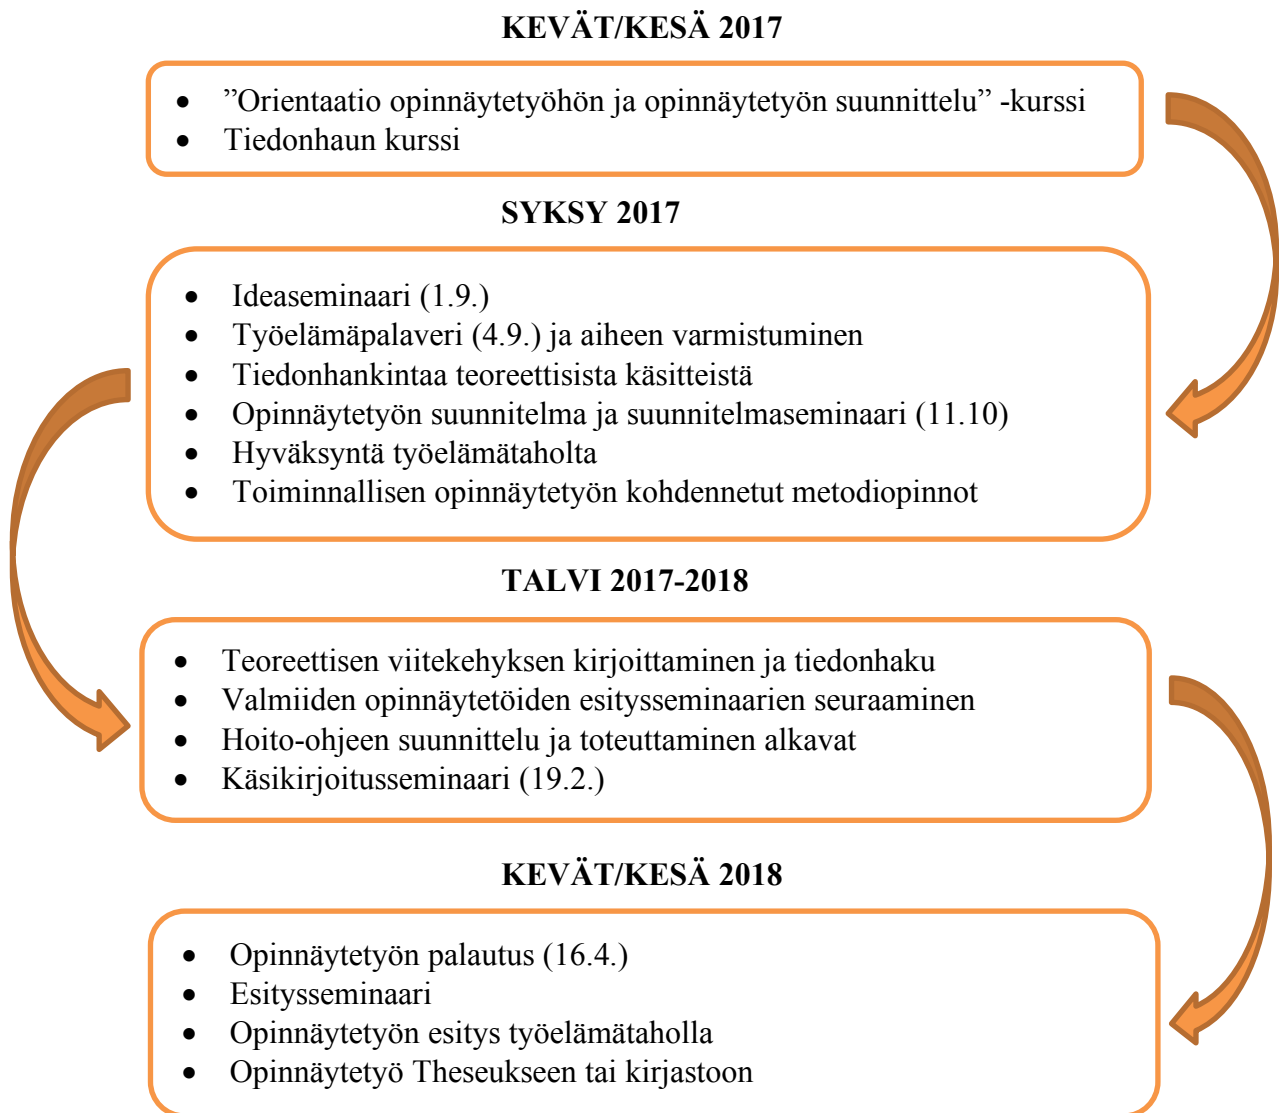 KEVÄT/KESÄ 2017
• ”Orientaatio opinnäytetyöhön ja opinnäytetyön suunnittelu” -kurssi
• Tiedonhaun kurssi
SYKSY 2017
• Ideaseminaari (1.9.)
• Työelämäpalaveri (4.9.) ja aiheen varmistuminen
• Tiedonhankintaa teoreettisista käsitteistä
• Opinnäytetyön suunnitelma ja suunnitelmaseminaari (11.10)
• Hyväksyntä työelämätaholta
• Toiminnallisen opinnäytetyön kohdennetut metodiopinnot
TALVI 2017-2018
• Teoreettisen viitekehyksen kirjoittaminen ja tiedonhaku
• Valmiiden opinnäytetöiden esitysseminaarien seuraaminen
• Hoito-ohjeen suunnittelu ja toteuttaminen alkavat
• Käsikirjoitusseminaari (19.2.)
KEVÄT/KESÄ 2018
• Opinnäytetyön palautus (16.4.)
• Esitysseminaari
• Opinnäytetyön esitys työelämätaholla
• Opinnäytetyö Theseukseen tai kirjastoon